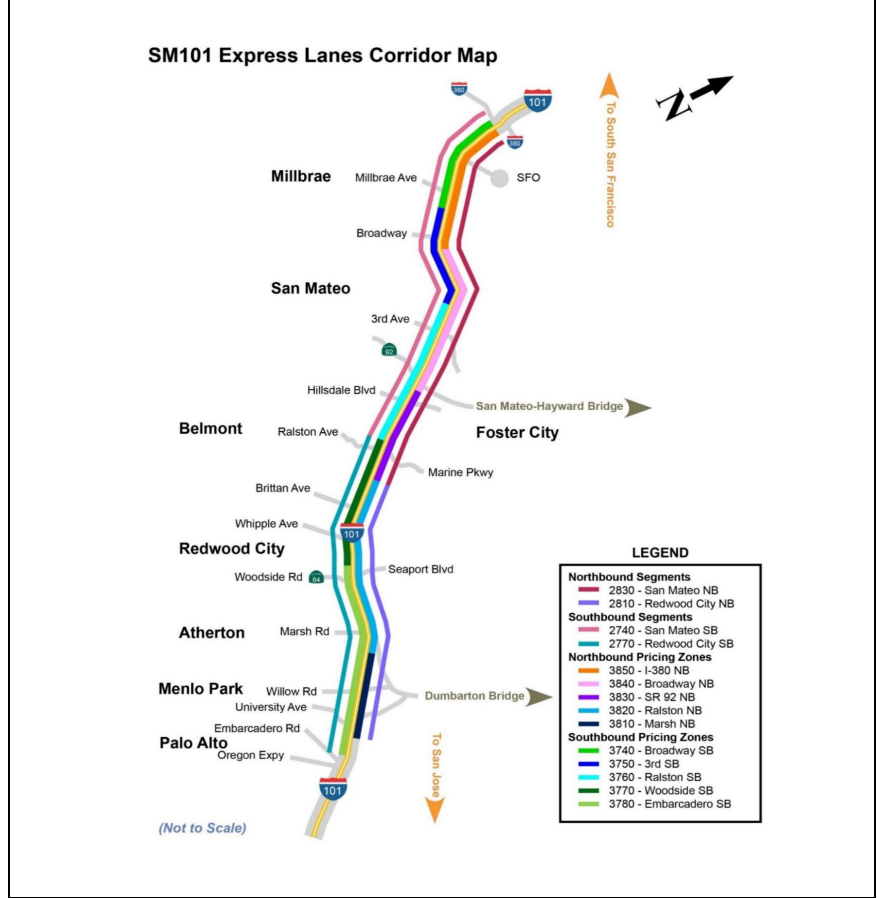 SM101 Express Lanes Corridor Map
380
101
N
To South San Francisco
380
Millbrae
Millbrae Ave
SFO
Broadway
San Mateo
3rd Ave
92
Hillsdale Blvd
San Mateo-Hayward Bridge
Belmont
Ralston Ave
Foster City
Marine Pkwy
Brittan Ave
Whipple Ave
101
Redwood City
Woodside Rd
84
Seaport Blvd
Atherton
Marsh Rd
Menlo Park
Willow Rd
Dumbarton Bridge
University Ave
Embarcadero Rd
Palo Alto
Oregon Expy
To San Jose
101
(Not to Scale)
LEGEND
Northbound Segments
2830 - San Mateo NB
2810 - Redwood City NB
Southbound Segments
2740 - San Mateo SB
2770 - Redwood City SB
Northbound Pricing Zones
3850 - I-380 NB
3840 - Broadway NB
3830 - SR 92 NB
3820 - Ralston NB
3810 - Marsh NB
Southbound Pricing Zones
3740 - Broadway SB
3750 - 3rd SB
3760 - Ralston SB
3770 - Woodside SB
3780 - Embarcadero SB